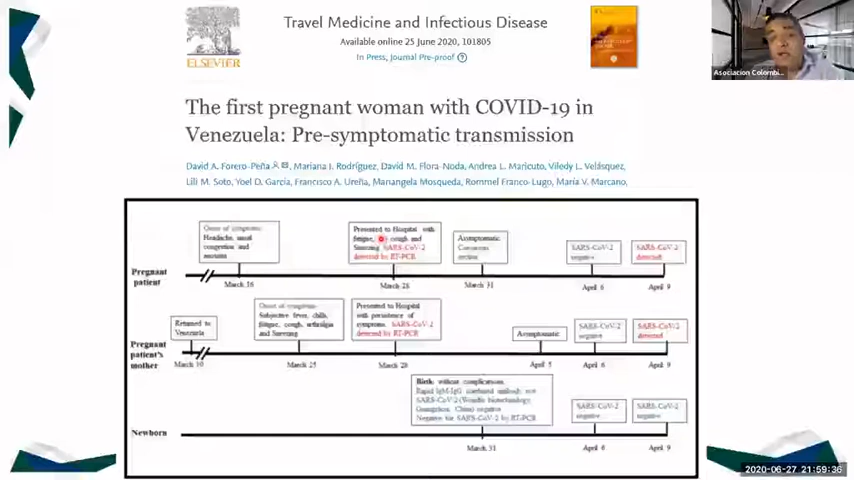 Travel Medicine and Infectious Disease
Available online 25 June 2020, 101805
In Press, Journal Pre-proof
ELSEVIER
Asociacion Colombi...
The first pregnant woman with COVID-19 in
Venezuela: Pre-symptomatic transmission
David A. Forero-Peña, Mariana I. Rodríguez, David M. Flora-Noda, Andrea L. Maricuto, Viledy L. Velásquez,
Lili M. Soto, Yoel D. García, Francisco A. Ureña, Mariangela Mosqueda, Rommel Franco-Lugo, María V. Marcano,
Onset of symptoms:
Headache, nasal
congestion and
Presented to Hospital with
fatigue, cough and
Sneezing SARS-CoV-2
detected by RT-PCR
Asymptomatic
Cesarean
section
SARS-CoV-2
negative
SARS-CoV-2
detected
Pregnant
patient
March 16
March 28
March 31
April 6
April 9
Returned to
Venezuela
Onset of symptoms:
Subjective fever, chills,
fatigue, cough, arthralgia
and Sneezing
Presented to Hospital
with persistence of
symptoms SARS-CoV-2
detected by RT-PCR
Asymptomatic
SARS-CoV-2
negative
SARS-CoV-2
detected
Pregnant
patient's
mother
March 10
March 25
March 28
April 5
April 6
April 9
Birth: without complications.
Rapid IgM-IgG combined antibody test
SARS-CoV-2 (Wondfo biotechnology,
Guangzhou, China) negative
Negative for SARS-CoV-2 by RT-PCR
SARS-CoV-2
negative
SARS-CoV-2
negative
Newborn
March 31
April 6
April 9
2020-06-27 21:59:36